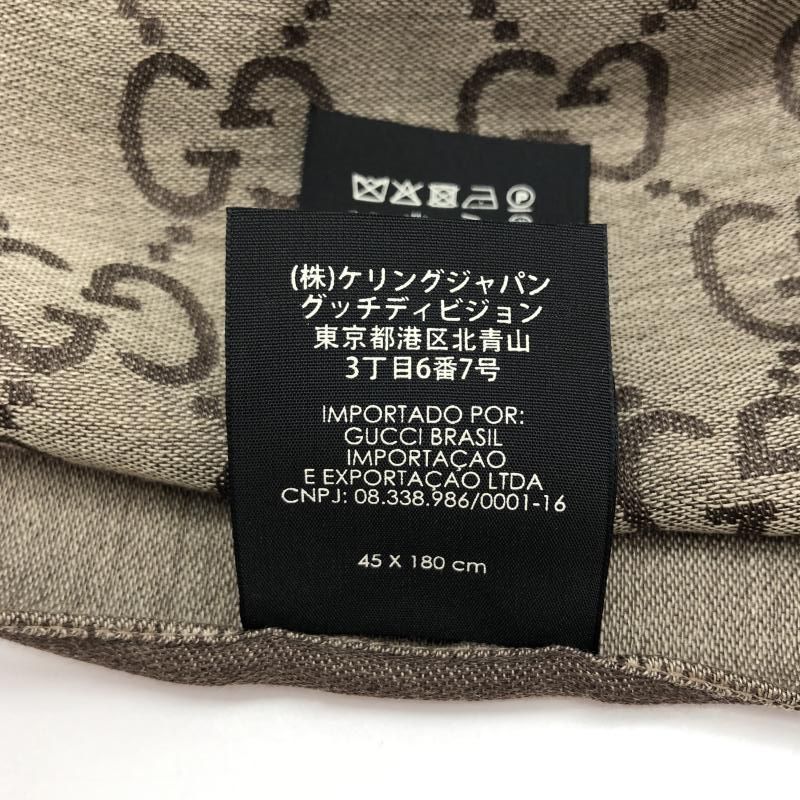 (株)ケリングジャパン
グッチディビジョン
東京都港区北青山
3丁目6番7号
IMPORTADO POR:
GUCCI BRASIL
IMPORTAÇAO
E EXPORTAÇÃO LTDA
CNPJ: 08.338.986/0001-16
45 X 180 cm